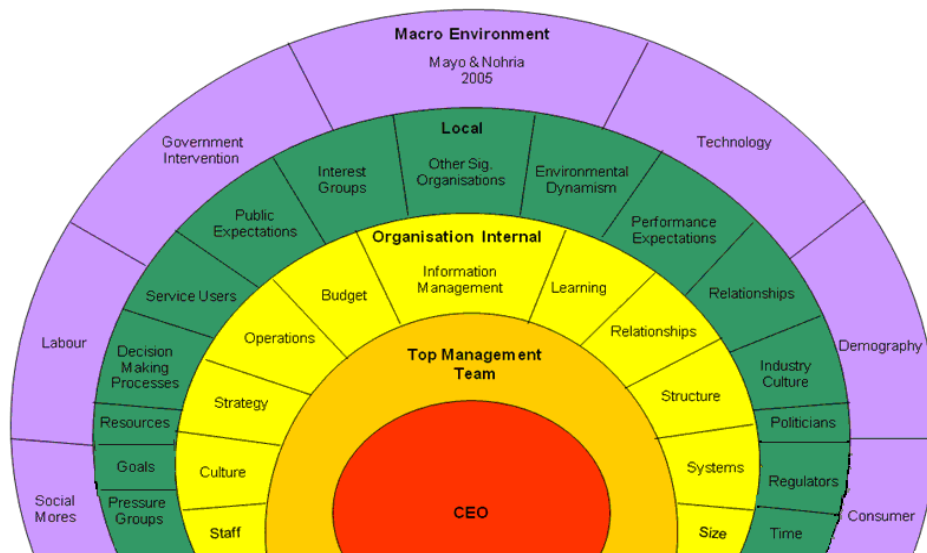 Macro Environment
Mayo & Nohria
2005
Government
Intervention
Technology
Labour
Demography
Social
Mores
Consumer
Local
Other Sig.
Organisations
Interest
Groups
Environmental
Dynamism
Public
Expectations
Performance
Expectations
Service Users
Relationships
Decision
Making
Processes
Industry
Culture
Resources
Politicians
Goals
Regulators
Pressure
Groups
Time
Organisation Internal
Information
Management
Budget
Learning
Operations
Relationships
Strategy
Structure
Culture
Systems
Staff
Size
Top Management
Team
CEO